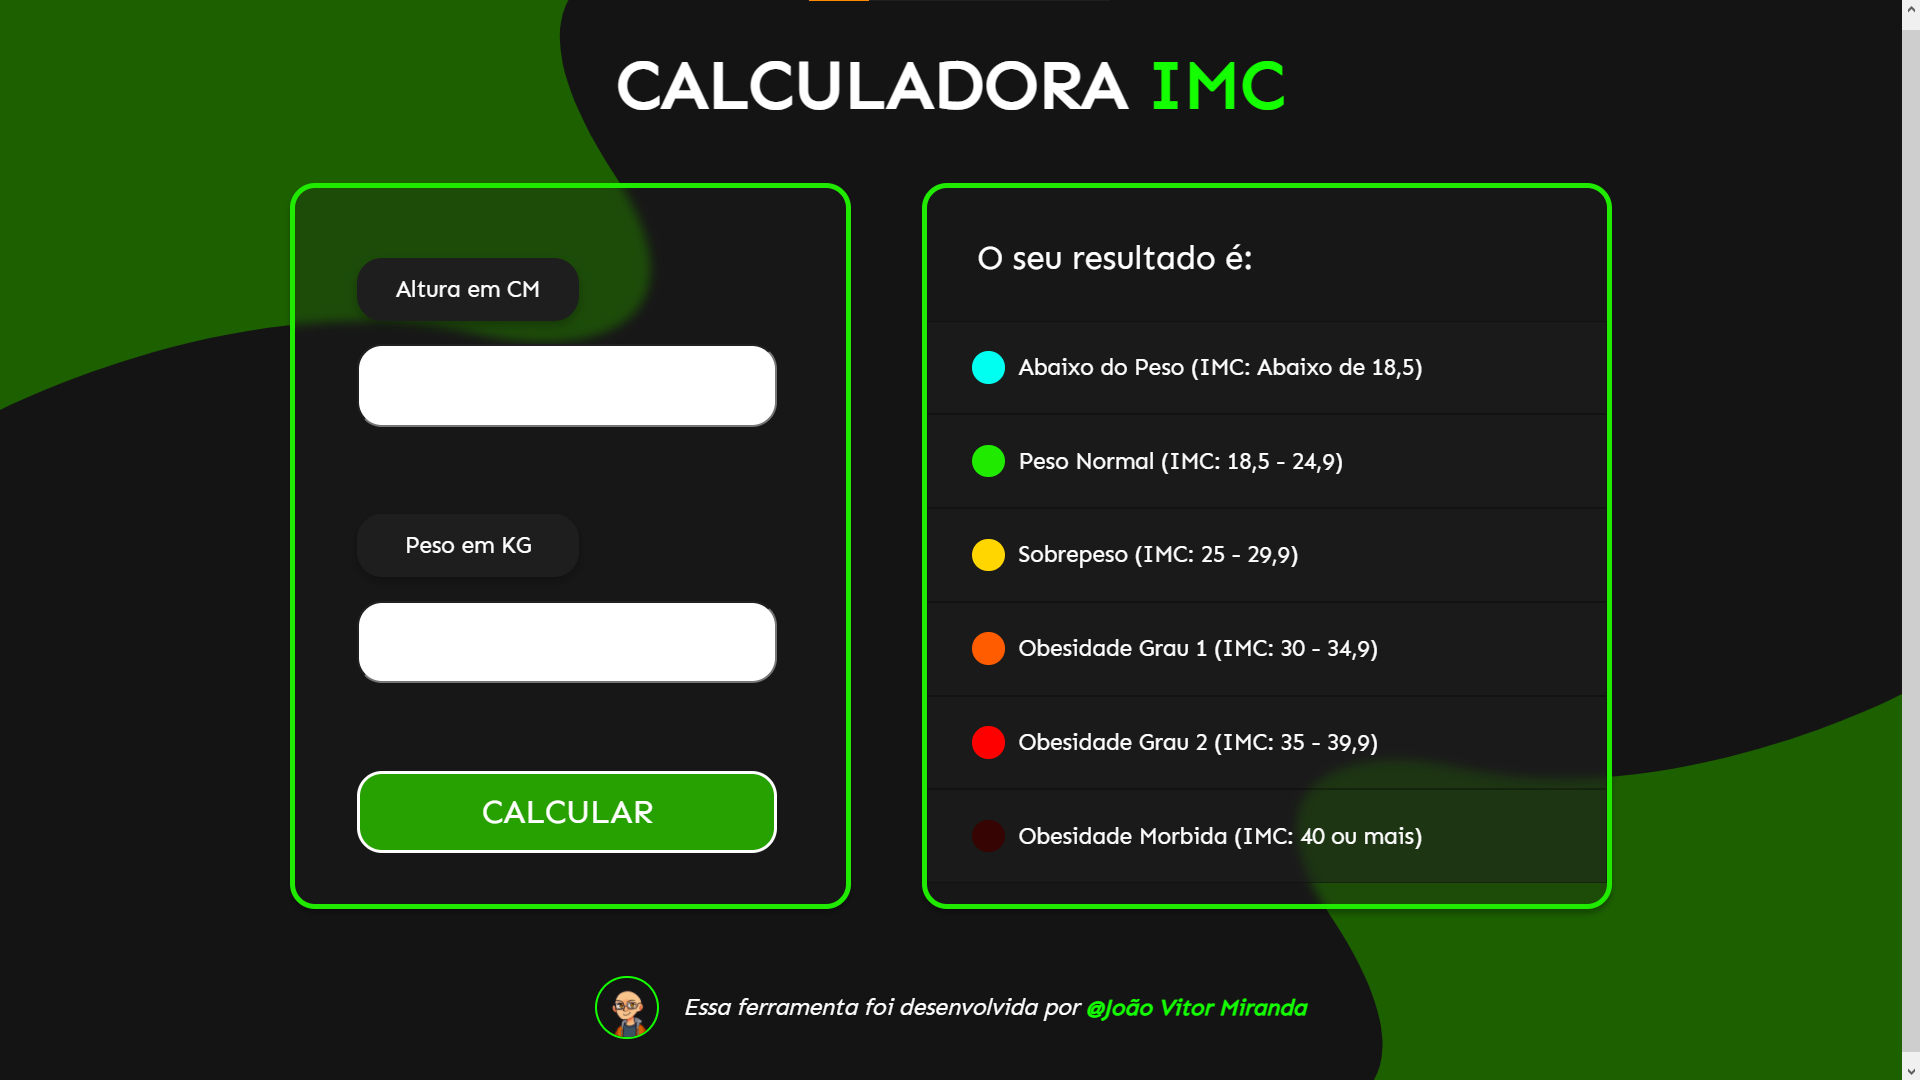 CALCULADORA IMC
Altura em CM
Peso em KG
CALCULAR
O seu resultado é:
Abaixo do Peso (IMC: Abaixo de 18,5)
Peso Normal (IMC: 18,5 - 24,9)
Sobrepeso (IMC: 25 - 29,9)
Obesidade Grau 1 (IMC: 30 - 34,9)
Obesidade Grau 2 (IMC: 35 - 39,9)
Obesidade Morbida (IMC: 40 ou mais)
Essa ferramenta foi desenvolvida por @João Vitor Miranda